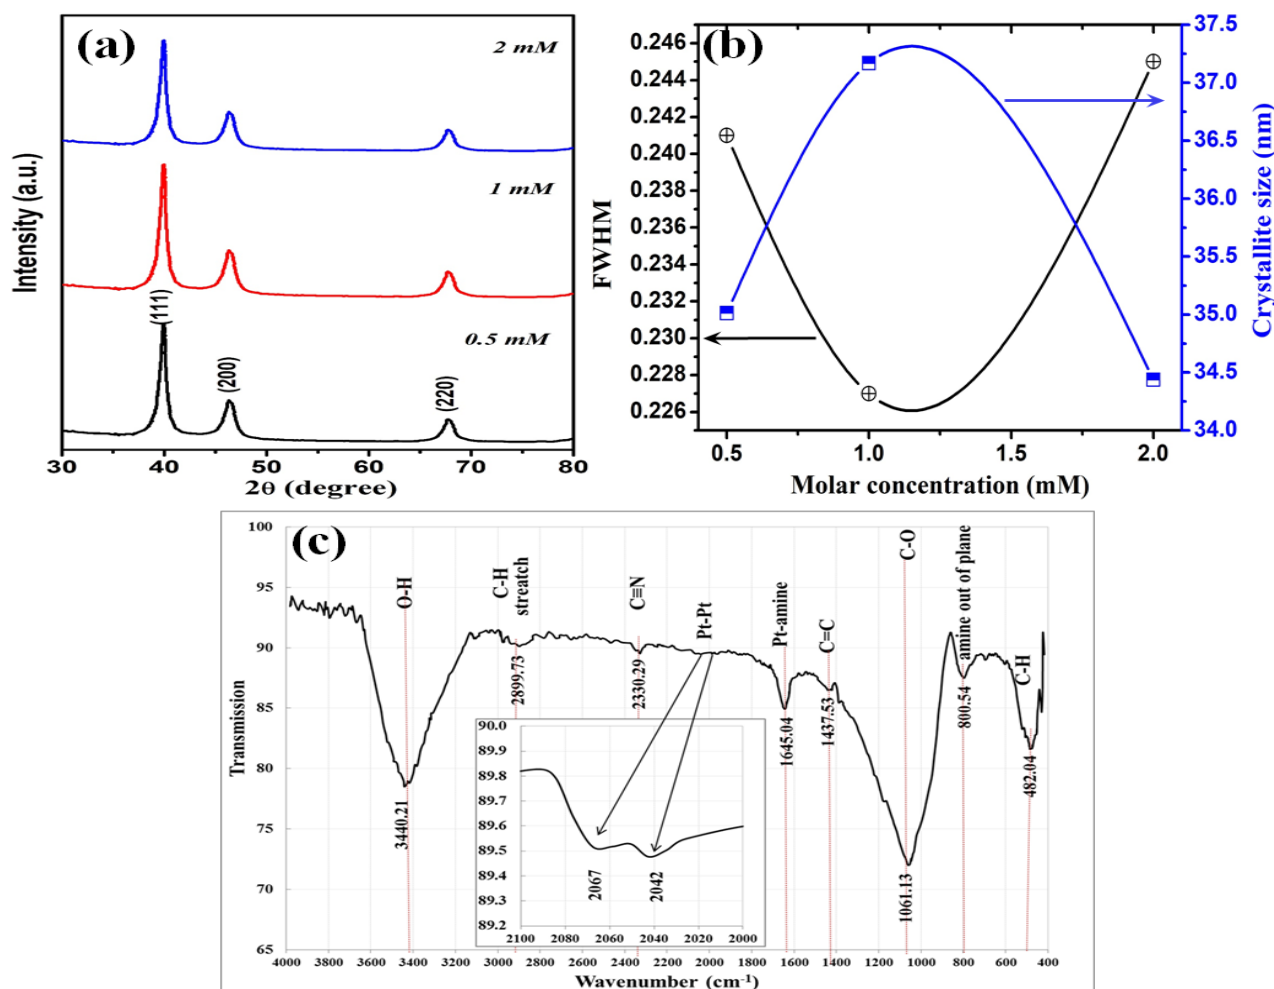 (a)
2 mM
1 mM
0.5 mM
(111)
(200)
(220)
Intensity (a.u.)
30 40 50 60 70 80
2θ (degree)
(b)
0.246
0.244
0.242
0.240
0.238
0.236
0.234
0.232
0.230
0.228
0.226
FWHM
37.5
37.0
36.5
36.0
35.5
35.0
34.5
34.0
Crystallite size (nm)
0.5 1.0 1.5 2.0
Molar concentration (mM)
(c)
100
95
90
85
80
75
70
65
Transmission
O-H
C-H
streatch
C≡N
Pt-Pt
Pt-amine
C=C
C-O
amine out of plane
C-H
3440.21
2899.73
2330.29
1645.04
1437.53
1061.13
800.54
482.04
90.0
89.9
89.8
89.7
89.6
89.5
89.4
89.3
89.2
2067
2042
2100 2080 2060 2040 2020 2000
4000 3600 3400 3200 3000 2800 2600 2400 2200 2000 1800 1600 1400 1200 1000 800 600 400
Wavenumber (cm⁻¹)